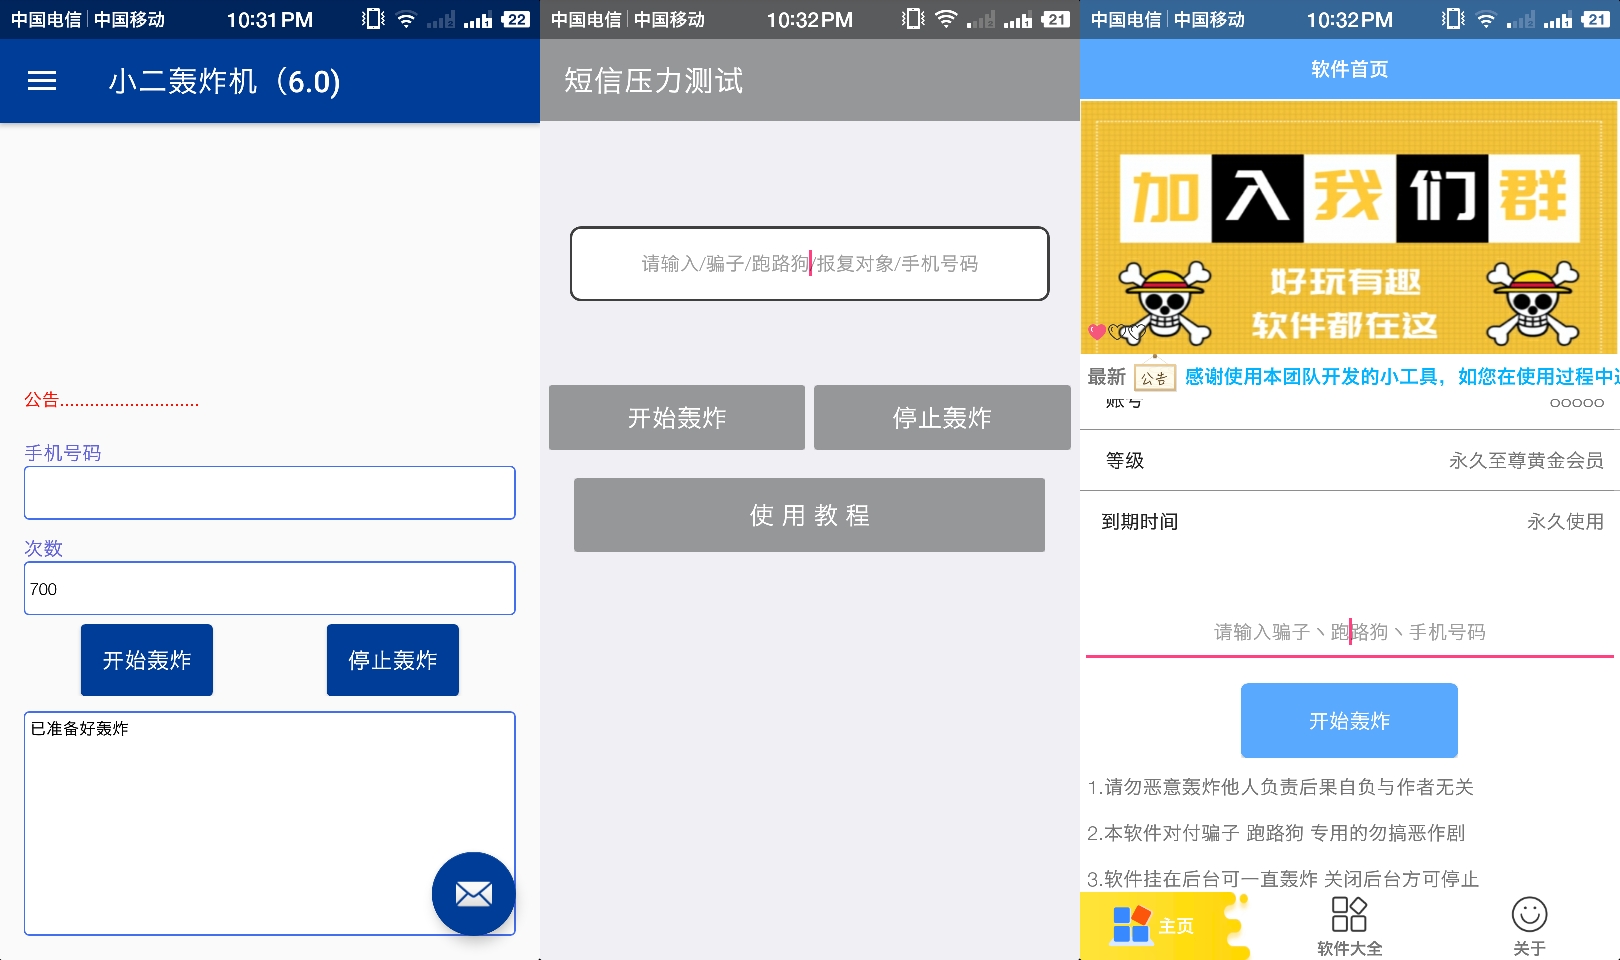 中国电信 中国移动 10:31PM 22
小二轰炸机（6.0）
公告............................
手机号码
次数
700
开始轰炸
停止轰炸
已准备好轰炸
中国电信 中国移动 10:32PM 21
短信压力测试
请输入/骗子/跑路狗/报复对象/手机号码
开始轰炸
停止轰炸
使用教程
中国电信 中国移动 10:32PM 21
软件首页
加入我们群
好玩有趣
软件都在这
最新 公告 感谢使用本团队开发的小工具，如您在使用过程中
账号 ooooo
等级 永久至尊黄金会员
到期时间 永久使用
请输入骗子丶跑路狗丶手机号码
开始轰炸
1.请勿恶意轰炸他人负责后果自负与作者无关
2.本软件对付骗子 跑路狗 专用的勿搞恶作剧
3.软件挂在后台可一直轰炸 关闭后台方可停止
主页
软件大全
关于